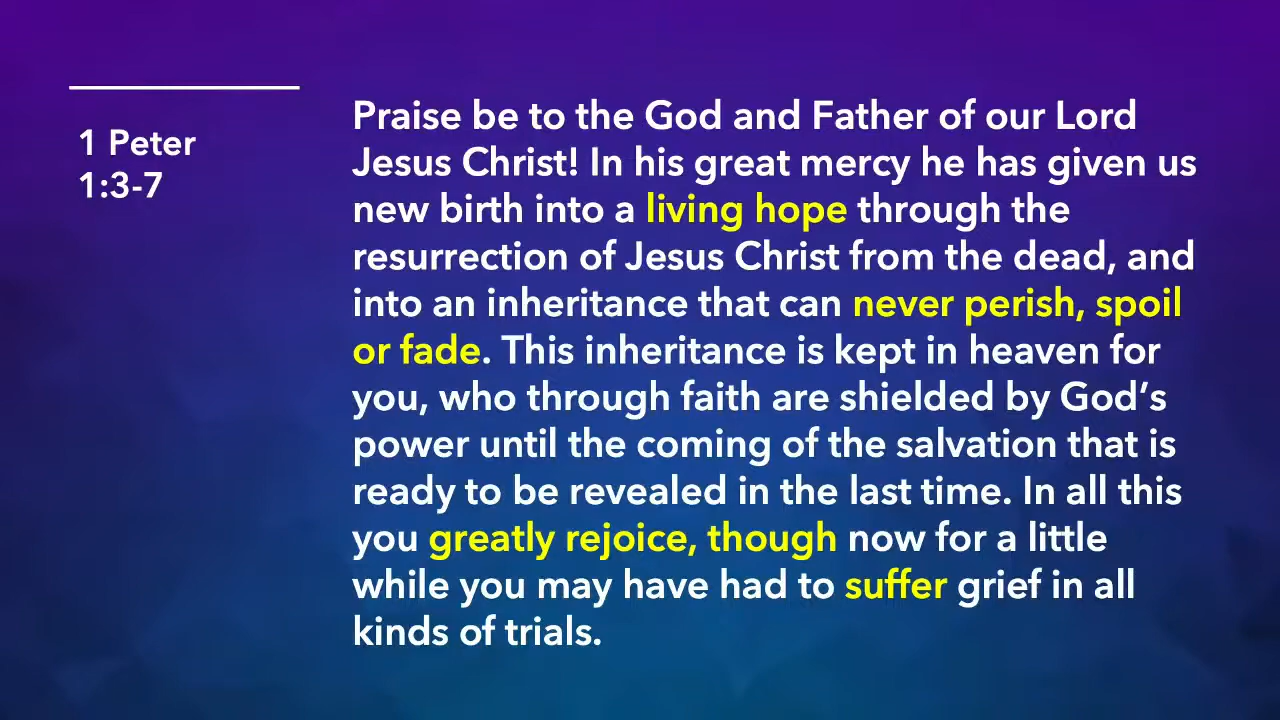 1 Peter
1:3-7
Praise be to the God and Father of our Lord
Jesus Christ! In his great mercy he has given us
new birth into a living hope through the
resurrection of Jesus Christ from the dead, and
into an inheritance that can never perish, spoil
or fade. This inheritance is kept in heaven for
you, who through faith are shielded by God’s
power until the coming of the salvation that is
ready to be revealed in the last time. In all this
you greatly rejoice, though now for a little
while you may have had to suffer grief in all
kinds of trials.